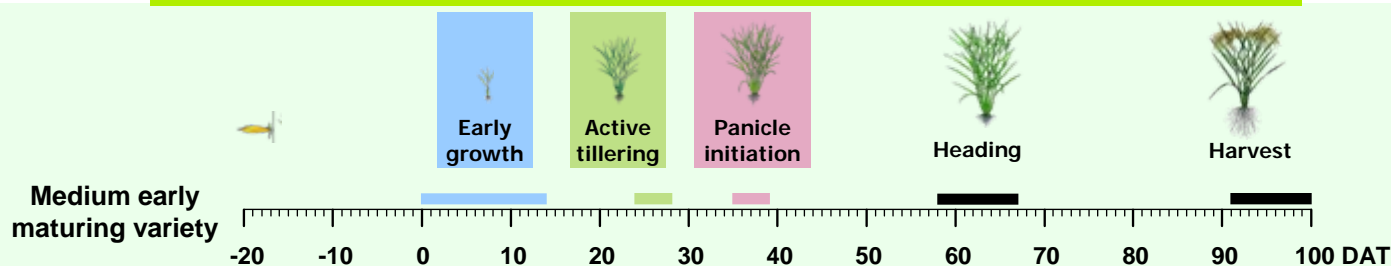 Early
growth
Active
tillering
Panicle
initiation
Heading
Harvest
Medium early
maturing variety
-20 -10 0 10 20 30 40 50 60 70 80 90 100 DAT